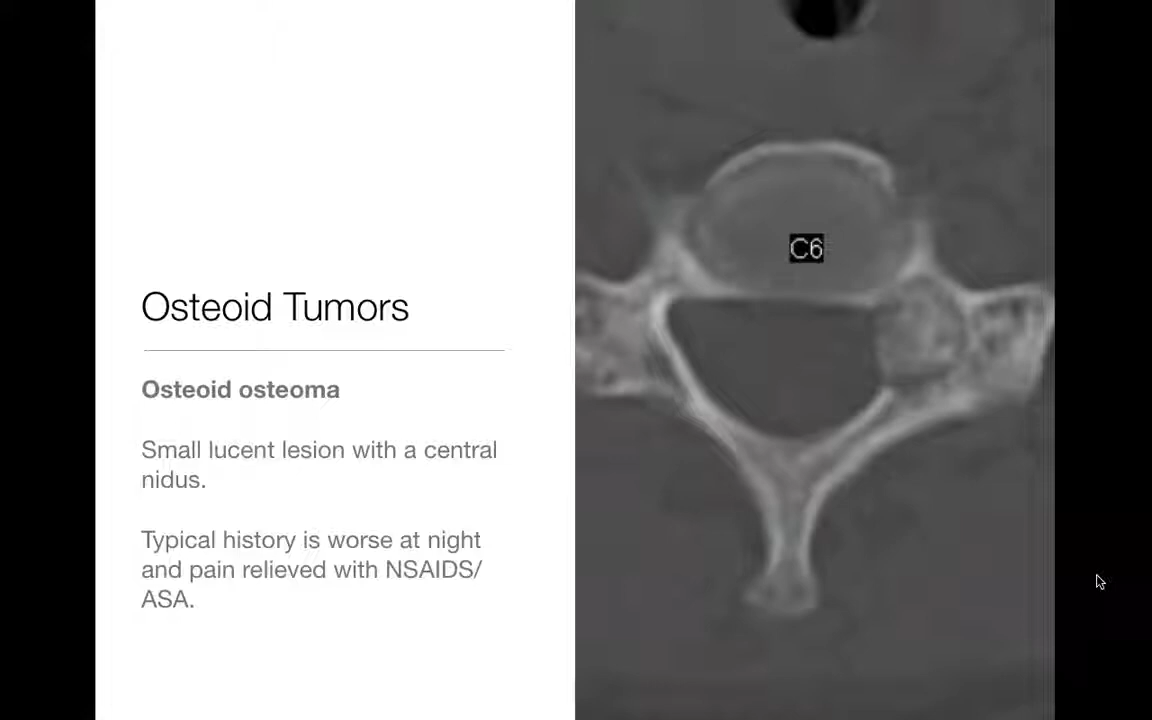 Osteoid Tumors
Osteoid osteoma
Small lucent lesion with a central
nidus.
Typical history is worse at night
and pain relieved with NSAIDS/
ASA.
C6